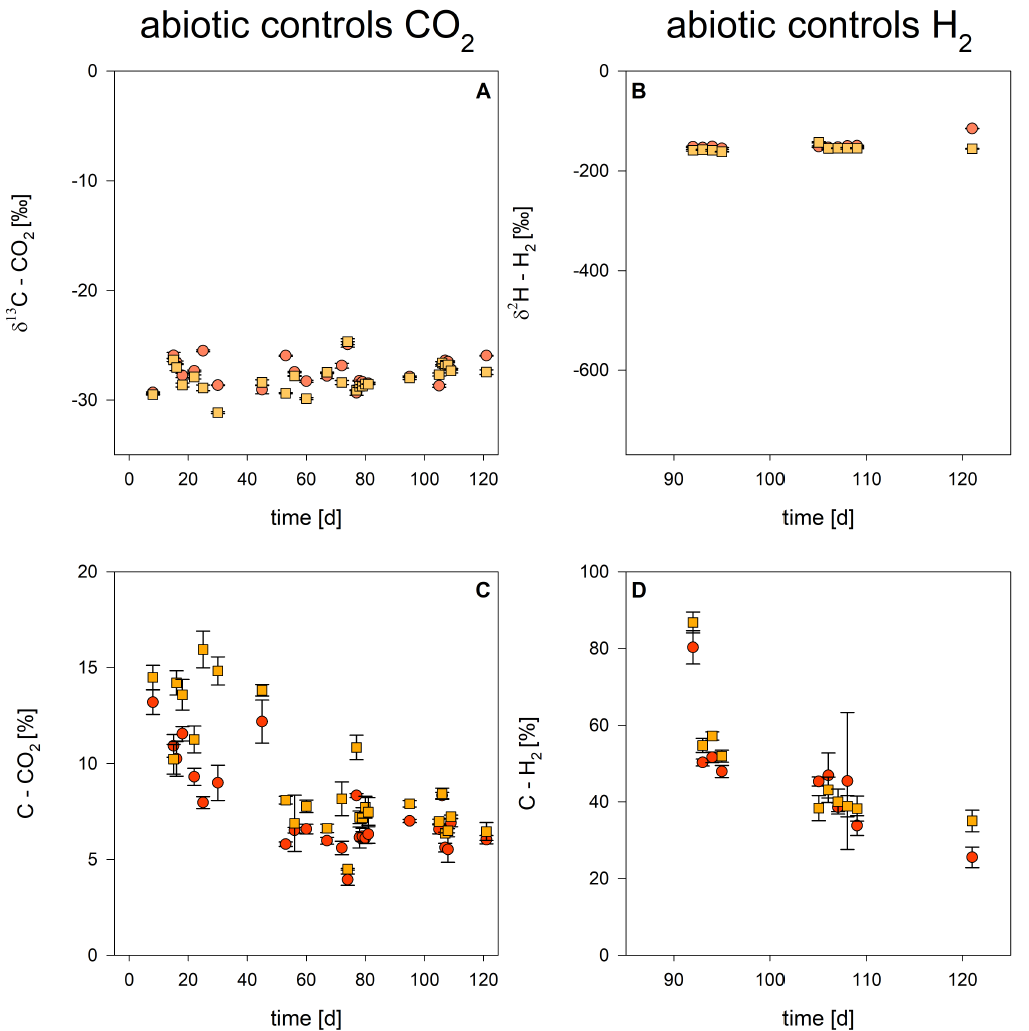 abiotic controls CO₂
abiotic controls H₂
0
-10
-20
-30
δ¹³C - CO₂ [‰]
A
0 20 40 60 80 100 120
time [d]
0
-200
-400
-600
δ²H - H₂ [‰]
B
90 100 110 120
time [d]
20
15
10
5
0
C - CO₂ [%]
C
0 20 40 60 80 100 120
time [d]
100
80
60
40
20
0
C - H₂ [%]
D
90 100 110 120
time [d]